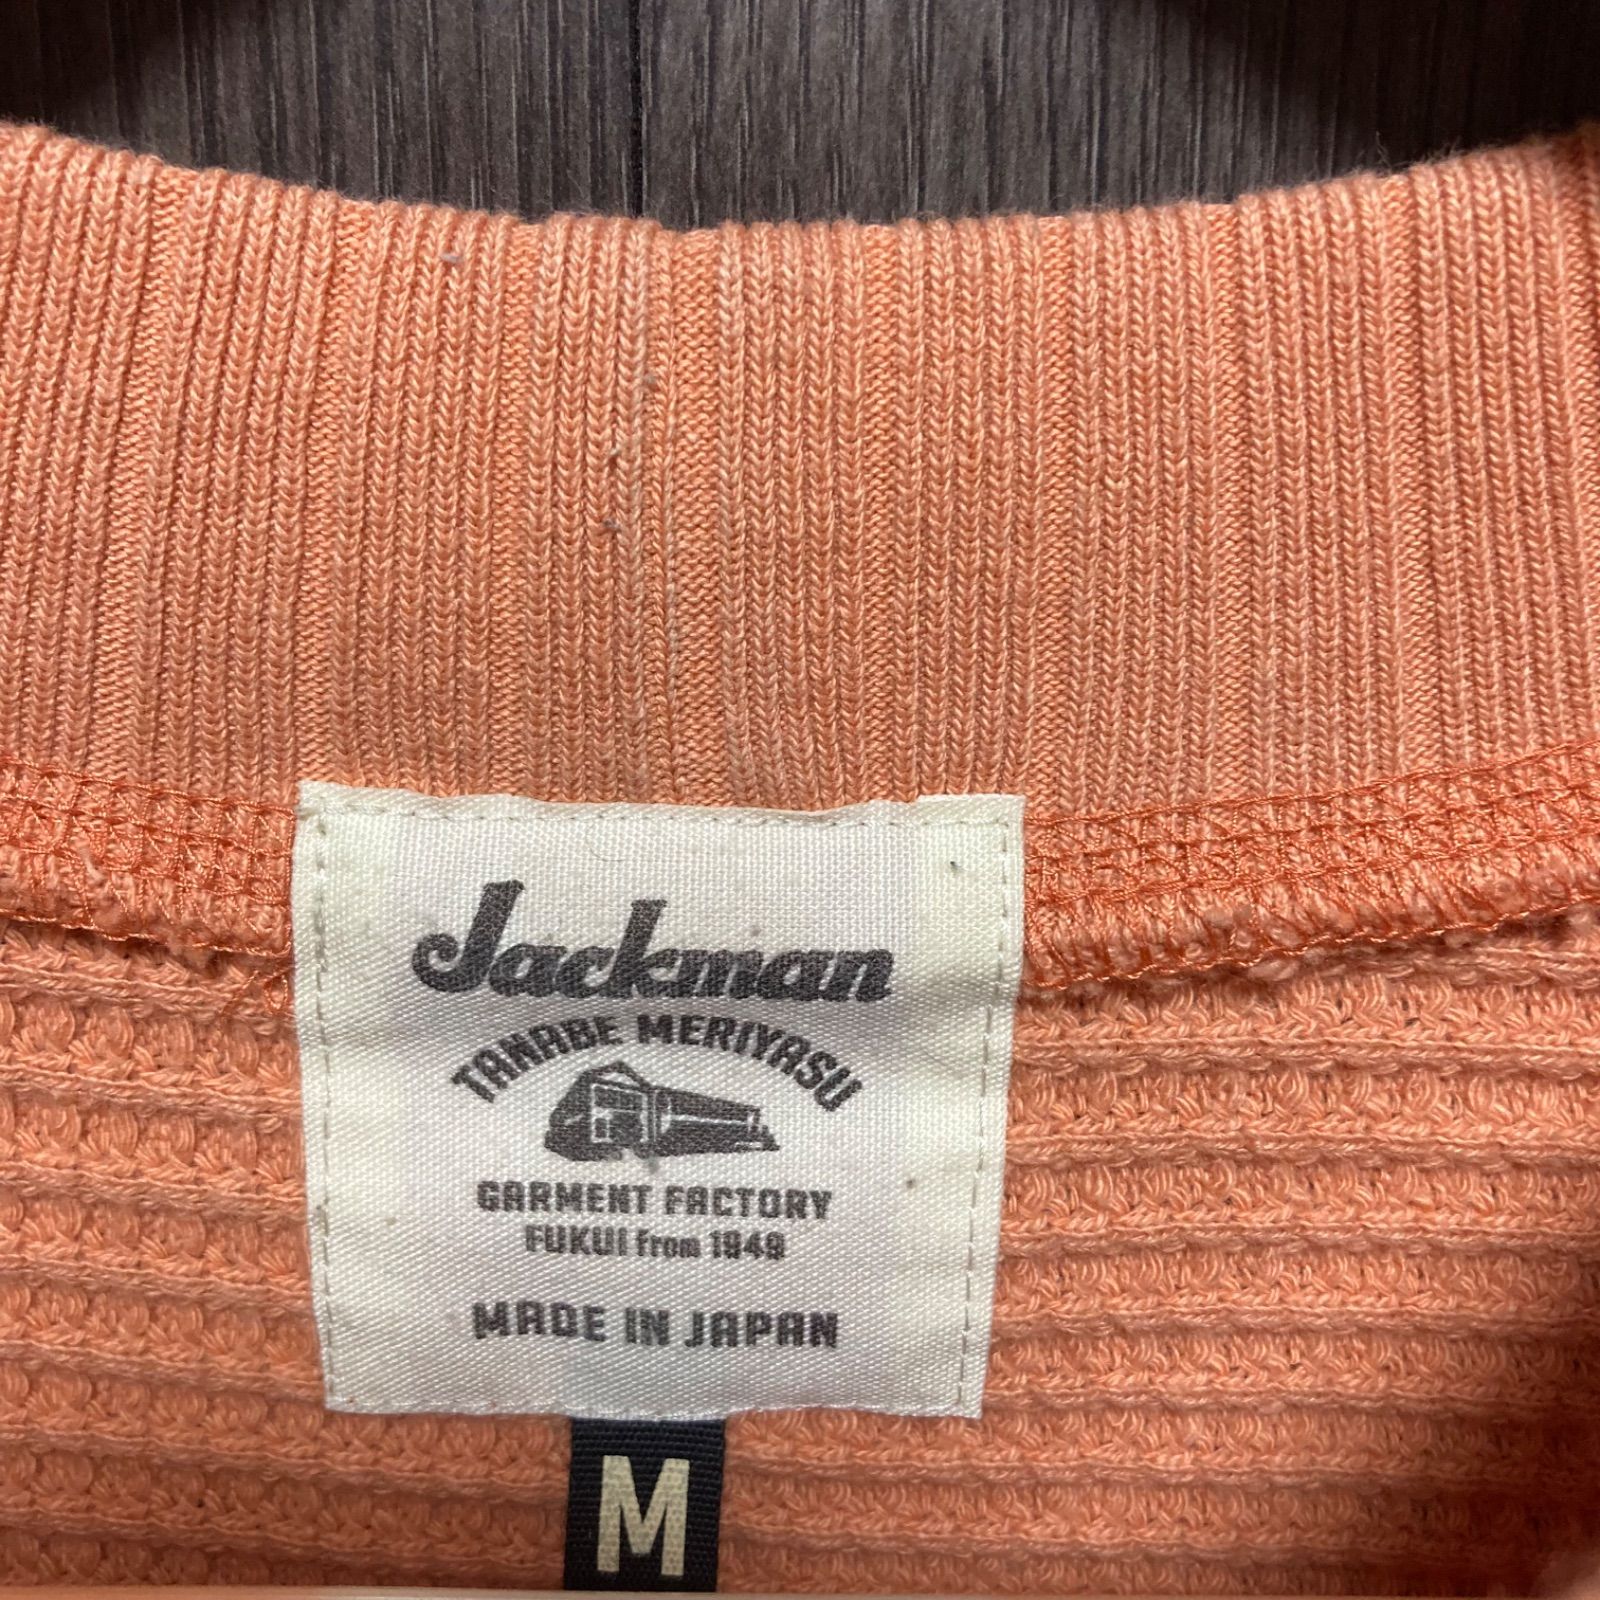 Jackman
TANABE MERIYASU
GARMENT FACTORY
FUKUI from 1949
MADE IN JAPAN
M